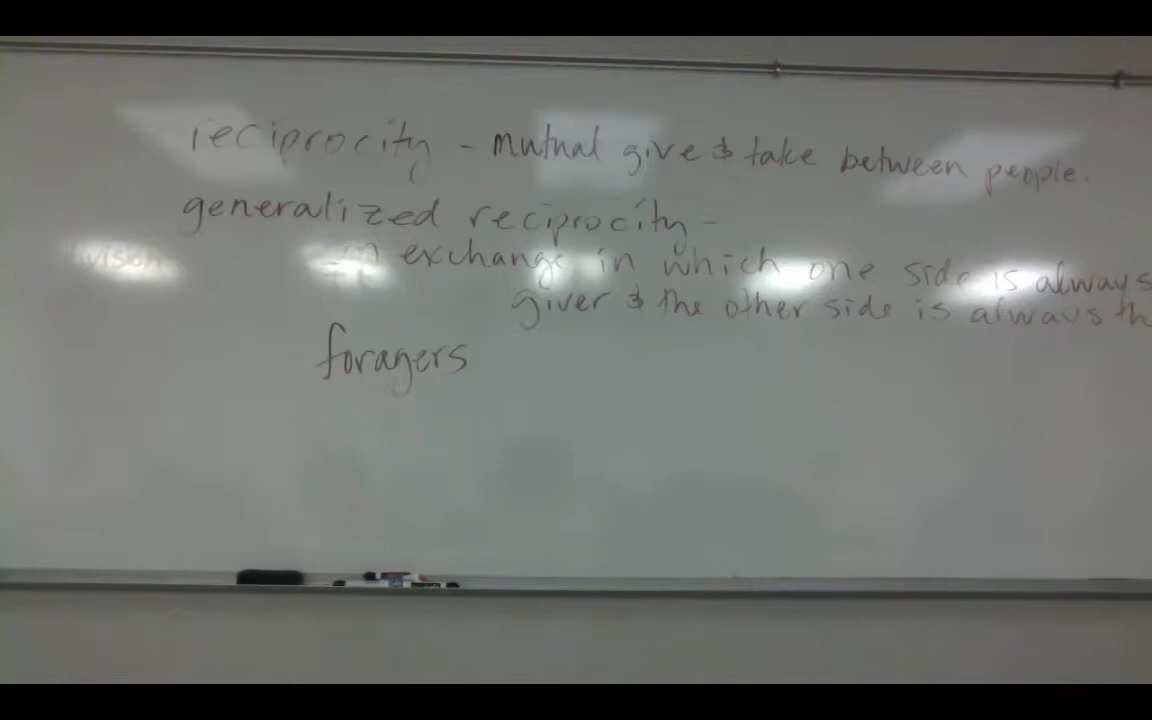 reciprocity - mutual give & take between people.
generalized reciprocity -
exchange in which one side is always
giver & the other side is always th
foragers